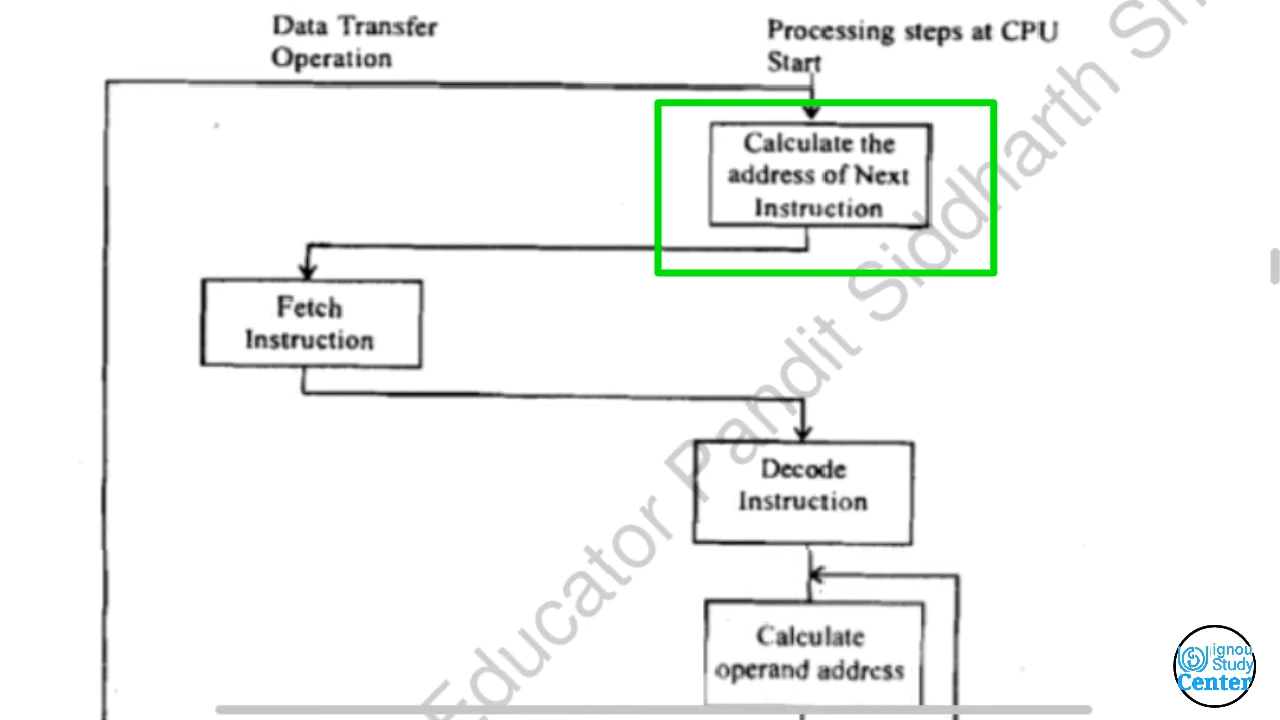 Data Transfer
Operation
Processing steps at CPU
Start
Calculate the
address of Next
Instruction
Fetch
Instruction
Decode
Instruction
Calculate
operand address
Educator Pandit Siddharth
ignou
Study
Center